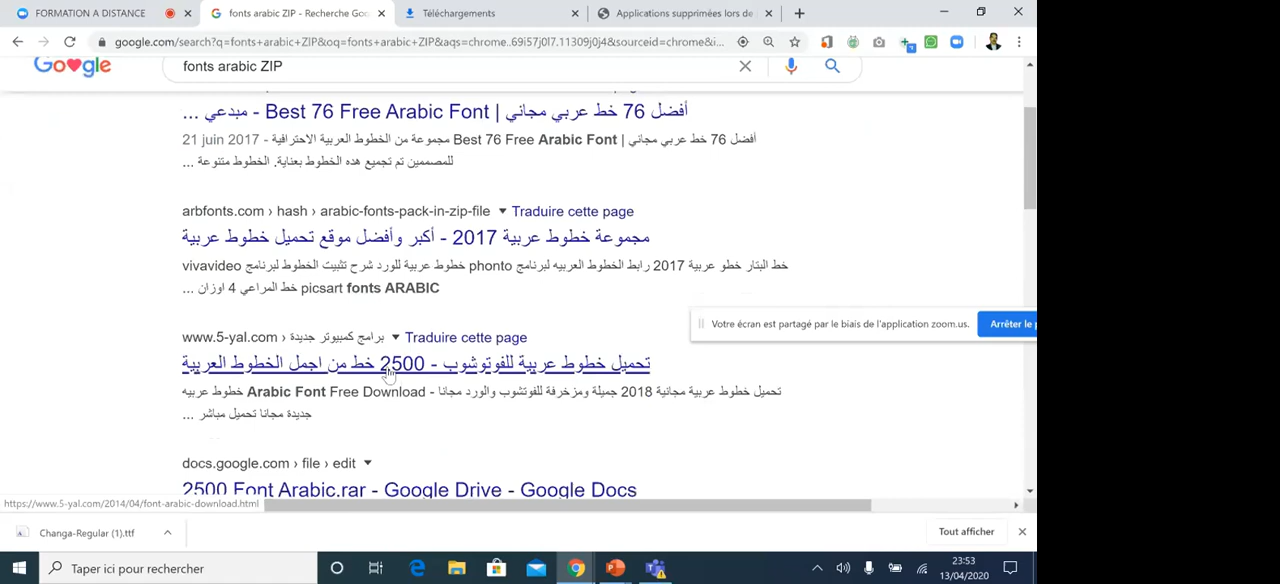 FORMATION A DISTANCE
fonts arabic ZIP - Recherche Goo
Téléchargements
Applications supprimées lors de
google.com/search?q=fonts+arabic+ZIP&oq=fonts+arabic+ZIP&aqs=chrome..69i57j0l7.11309j0j4&sourceid=chrome&i...
Google
fonts arabic ZIP
أفضل 76 خط عربي مجاني | Best 76 Free Arabic Font - مبدعي ...
21 juin 2017 - أفضل 76 خط عربي مجاني | Best 76 Free Arabic Font مجموعة من الخطوط العربية الاحترافية
للمصممين تم تجميع هده الخطوط بعناية. الخطوط متنوعة ...
arbfonts.com › hash › arabic-fonts-pack-in-zip-file ▼ Traduire cette page
مجموعة خطوط عربية 2017 - أكبر وأفضل موقع تحميل خطوط عربية
خط البتار خطو عربية 2017 رابط الخطوط العربيه لبرنامج phonto خطوط عربية للورد شرح تثبيت الخطوط لبرنامج vivavideo
خط المراعي 4 اوزان picsart fonts ARABIC ...
www.5-yal.com › برامج كمبيوتر جديدة ▼ Traduire cette page
تحميل خطوط عربية للفوتوشوب - 2500 خط من اجمل الخطوط العربية
تحميل خطوط عربية مجانية 2018 جميلة ومزخرفة للفوتشوب والورد مجانا - Arabic Font Free Download خطوط عربيه
جديدة مجانا تحميل مباشر ...
Votre écran est partagé par le biais de l'application zoom.us.
Arrêter le p
docs.google.com › file › edit ▼
2500 Font Arabic.rar - Google Drive - Google Docs
https://www.5-yal.com/2014/04/font-arabic-download.html
Changa-Regular (1).ttf
Tout afficher
Taper ici pour rechercher
23:53
13/04/2020